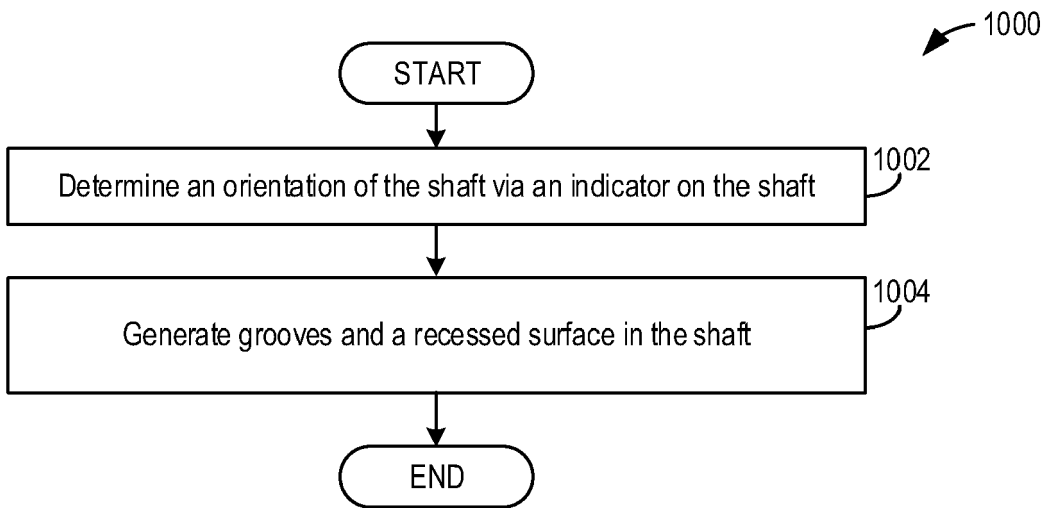 1000
START
1002
Determine an orientation of the shaft via an indicator on the shaft
1004
Generate grooves and a recessed surface in the shaft
END